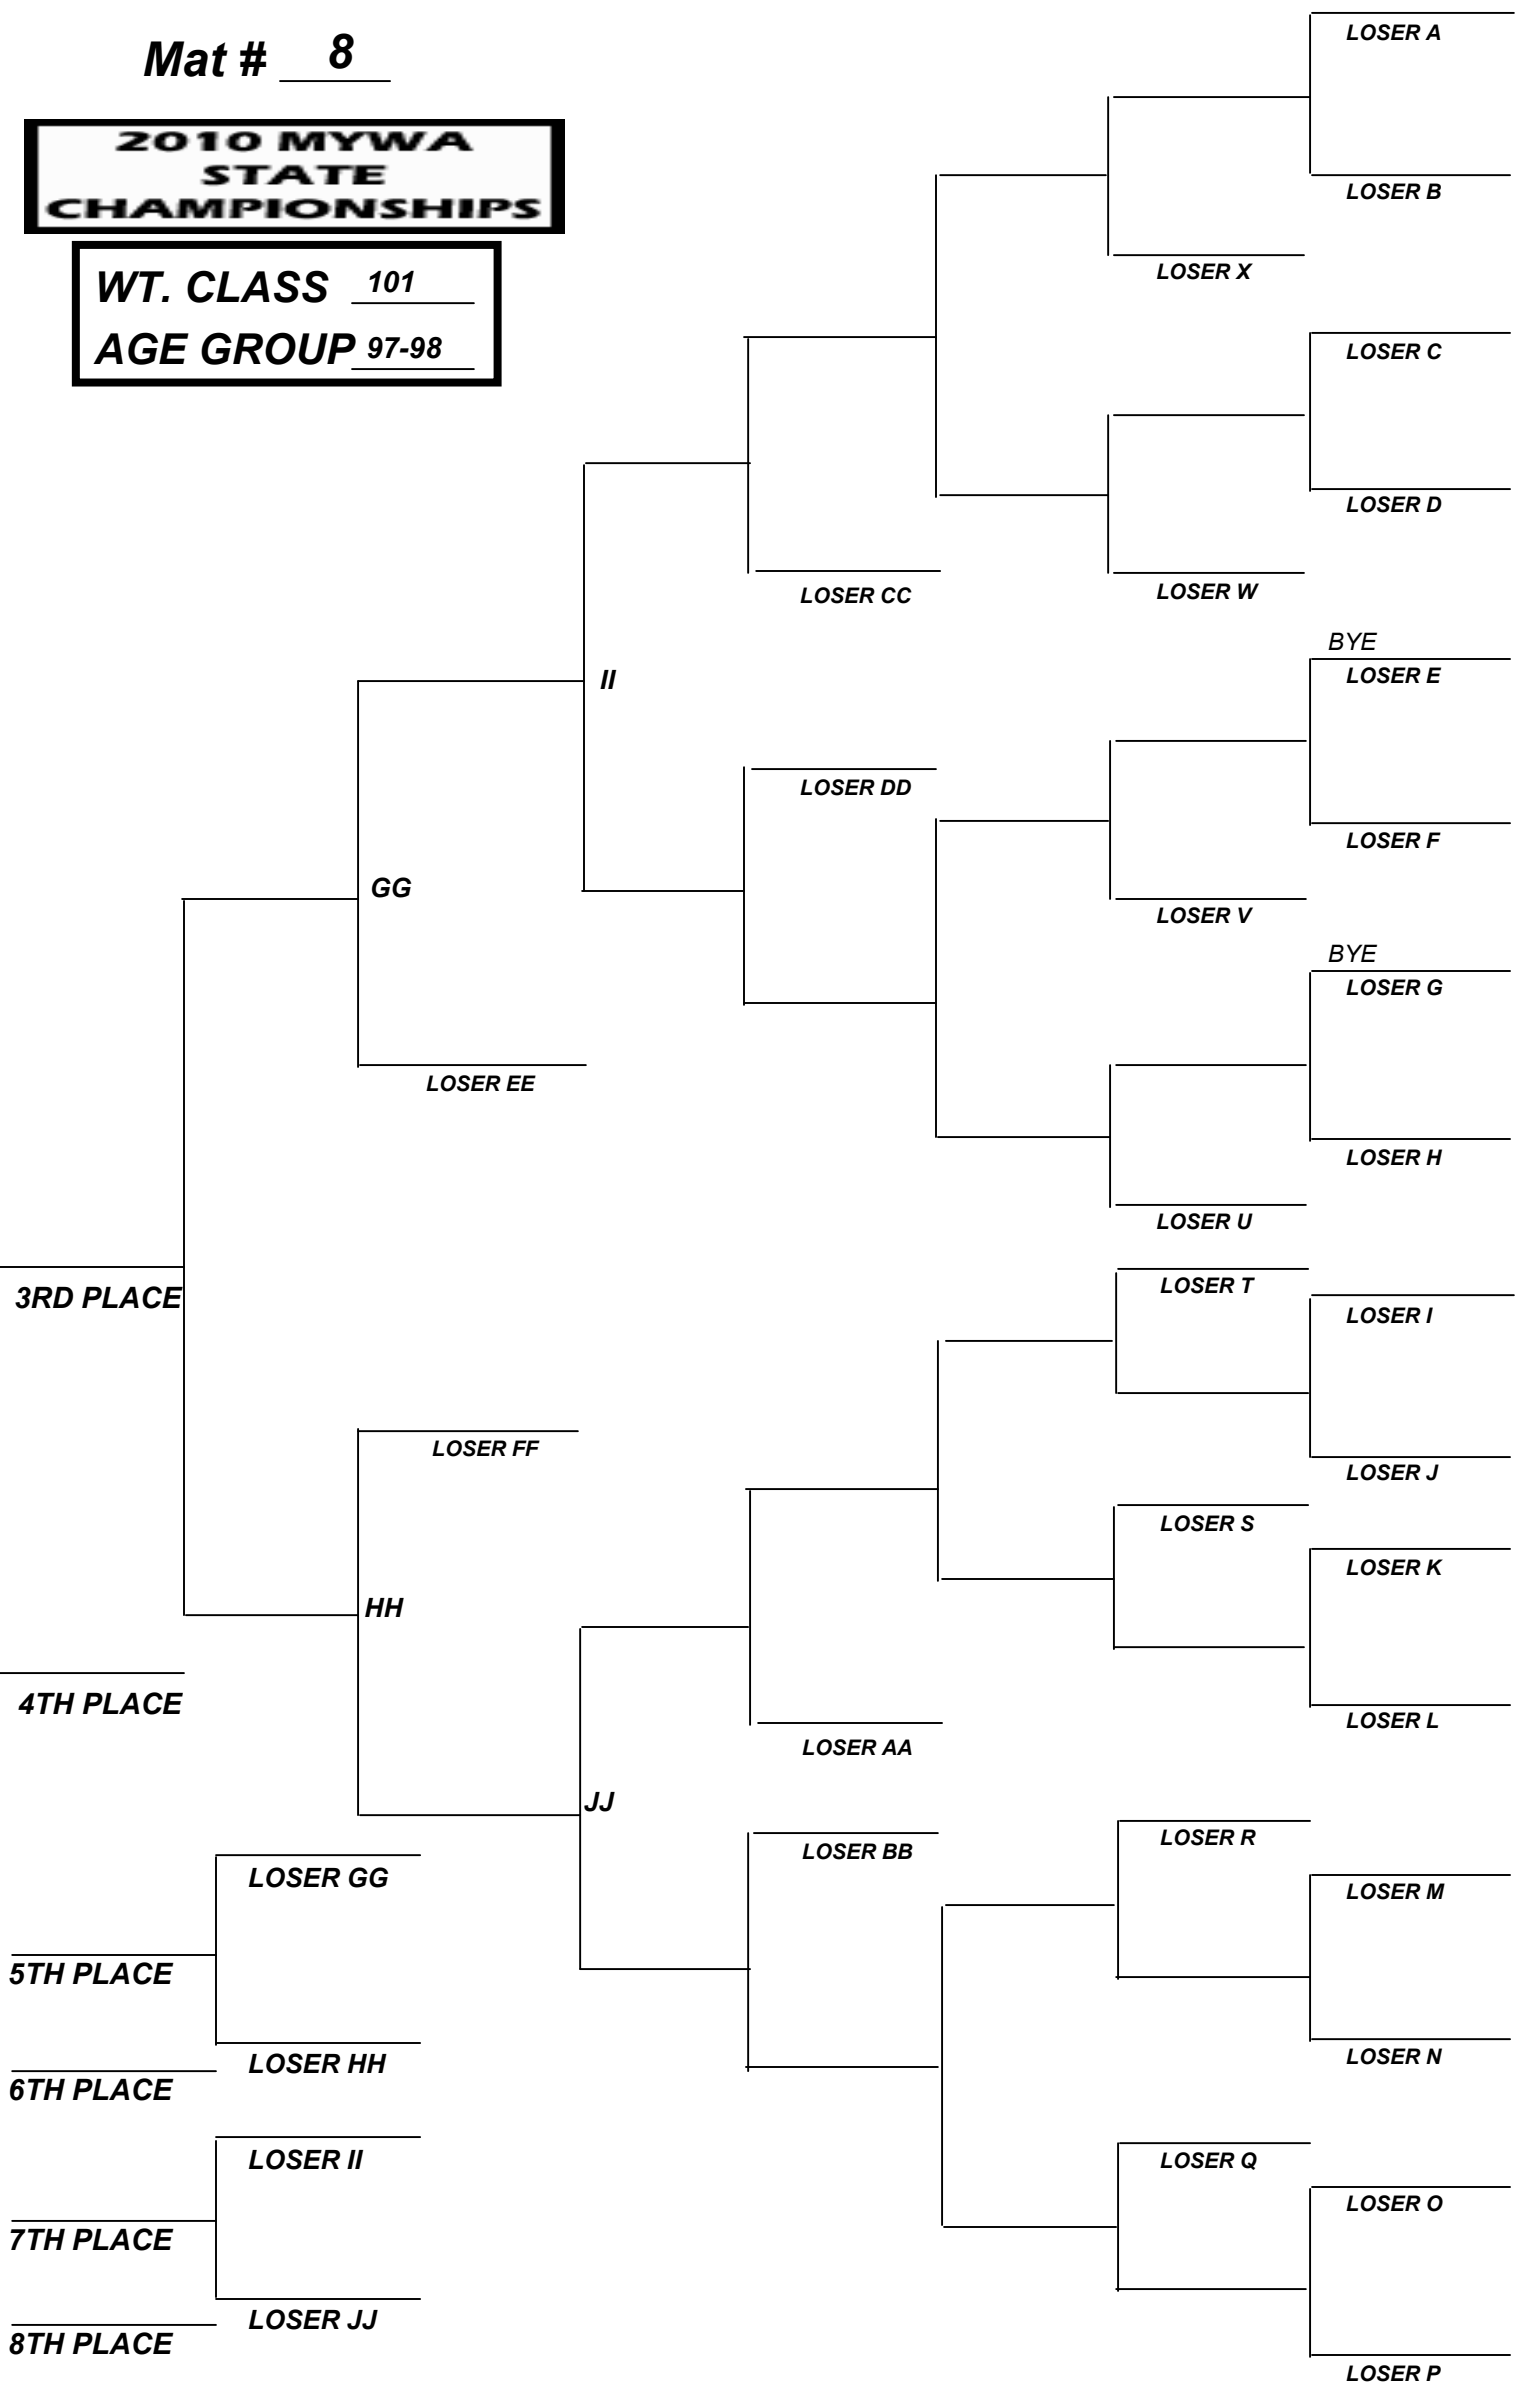 Mat # 8
2010 MYWA
STATE
CHAMPIONSHIPS
WT. CLASS 101
AGE GROUP 97-98
LOSER A
LOSER B
LOSER X
LOSER C
LOSER D
LOSER CC
LOSER W
BYE
LOSER E
II
LOSER DD
LOSER F
GG
LOSER V
BYE
LOSER G
LOSER EE
LOSER H
LOSER U
3RD PLACE
LOSER T
LOSER I
LOSER FF
LOSER J
LOSER S
LOSER K
HH
4TH PLACE
LOSER L
LOSER AA
JJ
LOSER R
LOSER BB
LOSER GG
LOSER M
5TH PLACE
LOSER N
LOSER HH
6TH PLACE
LOSER II
LOSER Q
LOSER O
7TH PLACE
LOSER JJ
8TH PLACE
LOSER P